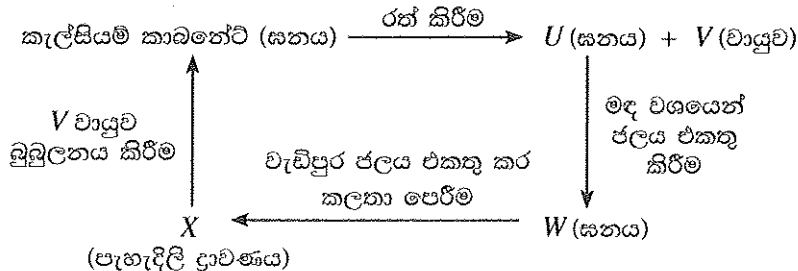 කැල්සියම් කාබනේට් (ඝනය)
රත් කිරීම
U (ඝනය) + V (වායුව)
V වායුව
බුබුලනය කිරීම
මඳ වශයෙන්
ජලය එකතු
කිරීම
වැඩිපුර ජලය එකතු කර
කලතා පෙරීම
X
(පැහැදිලි ද්‍රාවණය)
W (ඝනය)